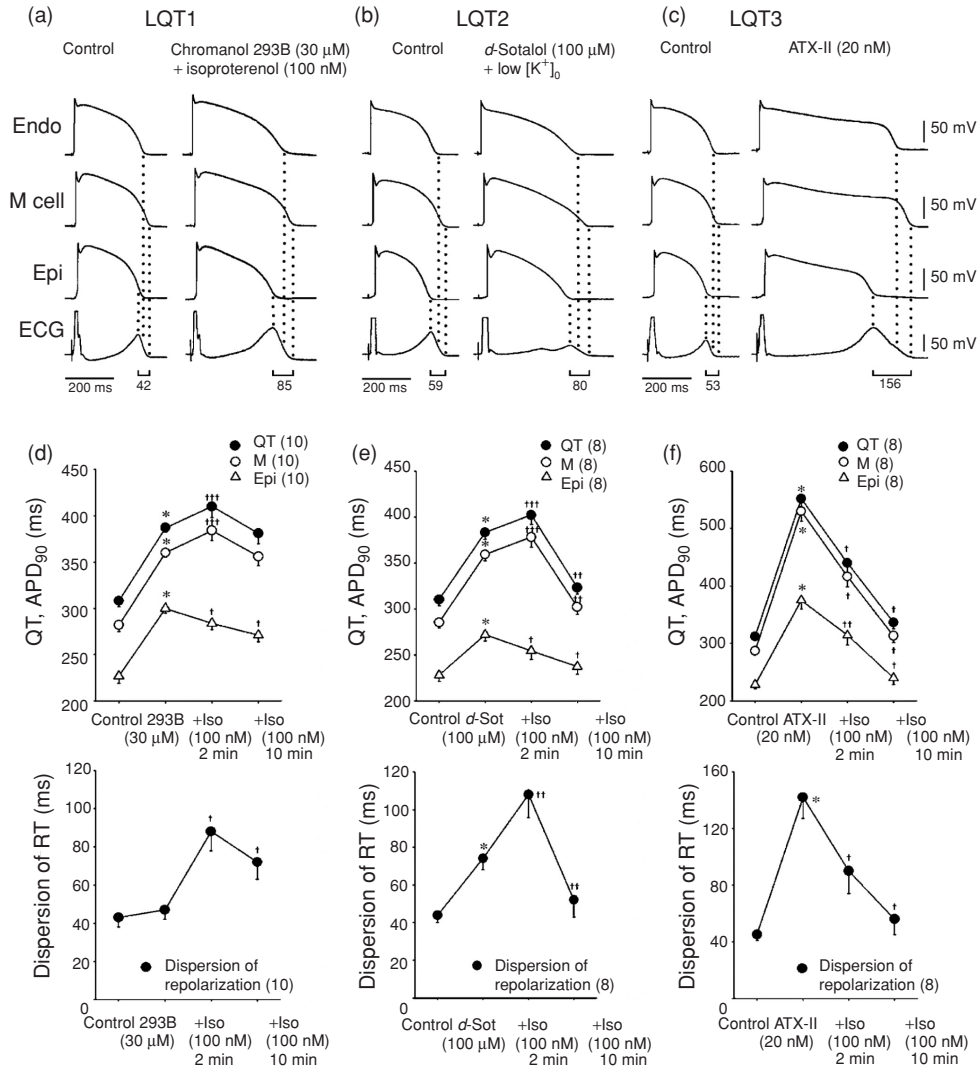 (a) LQT1
Control
Chromanol 293B (30 μM)
+ isoproterenol (100 nM)
(b) LQT2
Control
d-Sotalol (100 μM)
+ low [K+]0
(c) LQT3
Control
ATX-II (20 nM)
Endo
50 mV
M cell
50 mV
Epi
50 mV
ECG
50 mV
200 ms
42
85
200 ms
59
80
200 ms
53
156
(d)
QT (10)
M (10)
Epi (10)
QT, APD90 (ms)
450
400
350
300
250
200
* * *
††† ††† †
†
Control 293B
(30 μM)
+Iso
(100 nM)
2 min
+Iso
(100 nM)
10 min
(e)
QT (8)
M (8)
Epi (8)
QT, APD90 (ms)
450
400
350
300
250
200
* * *
††† ††† †
†† †† †
Control d-Sot
(100 μM)
+Iso
(100 nM)
2 min
+Iso
(100 nM)
10 min
(f)
QT (8)
M (8)
Epi (8)
QT, APD90 (ms)
600
500
400
300
200
* * *
† † ††
† † †
Control ATX-II
(20 nM)
+Iso
(100 nM)
2 min
+Iso
(100 nM)
10 min
Dispersion of RT (ms)
120
100
80
60
40
20
0
† †
Dispersion of
repolarization (10)
Control 293B
(30 μM)
+Iso
(100 nM)
2 min
+Iso
(100 nM)
10 min
Dispersion of RT (ms)
120
100
80
60
40
20
0
* †† ††
Dispersion of
repolarization (8)
Control d-Sot
(100 μM)
+Iso
(100 nM)
2 min
+Iso
(100 nM)
10 min
Dispersion of RT (ms)
160
120
80
40
0
* † †
Dispersion of
repolarization (8)
Control ATX-II
(20 nM)
+Iso
(100 nM)
2 min
+Iso
(100 nM)
10 min